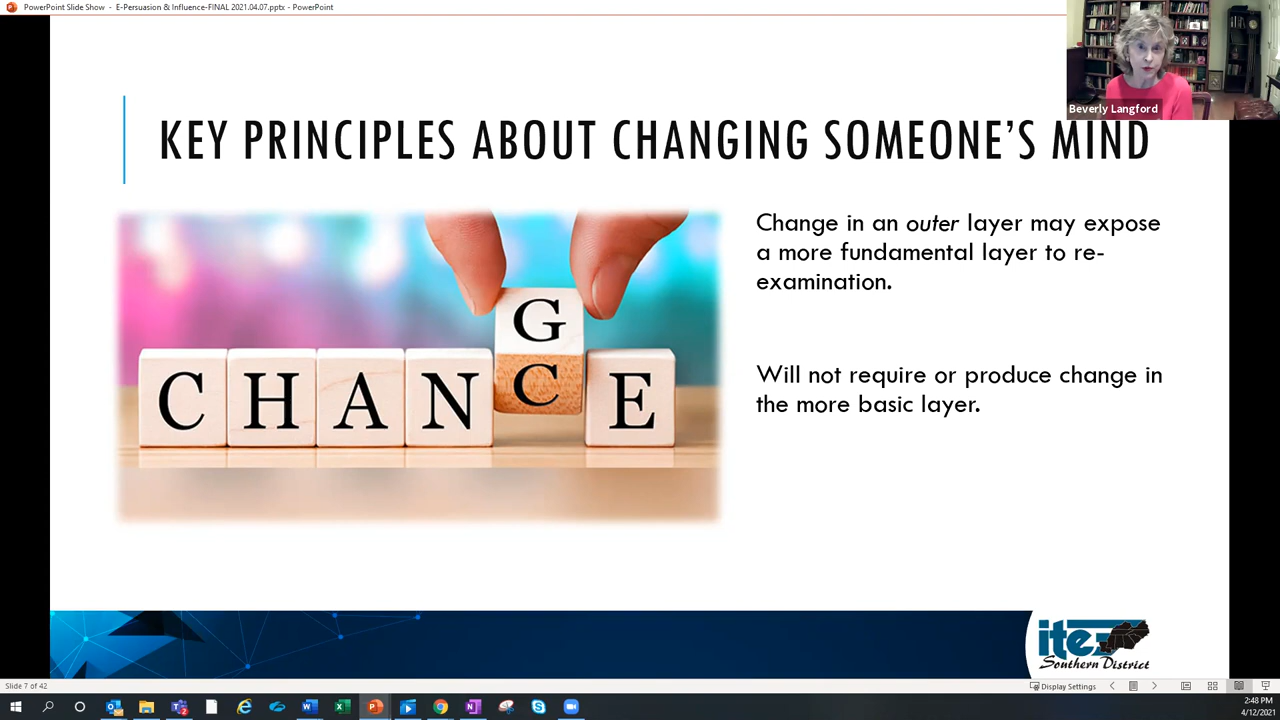 PowerPoint Slide Show - E-Persuasion & Influence-FINAL 2021.04.07.pptx - PowerPoint
Beverly Langford
KEY PRINCIPLES ABOUT CHANGING SOMEONE'S MIND
Change in an outer layer may expose
a more fundamental layer to re-
examination.
Will not require or produce change in
the more basic layer.
G
CHANCE
ite
Southern District
Slide 7 of 42
Display Settings
2:48 PM
4/12/2021